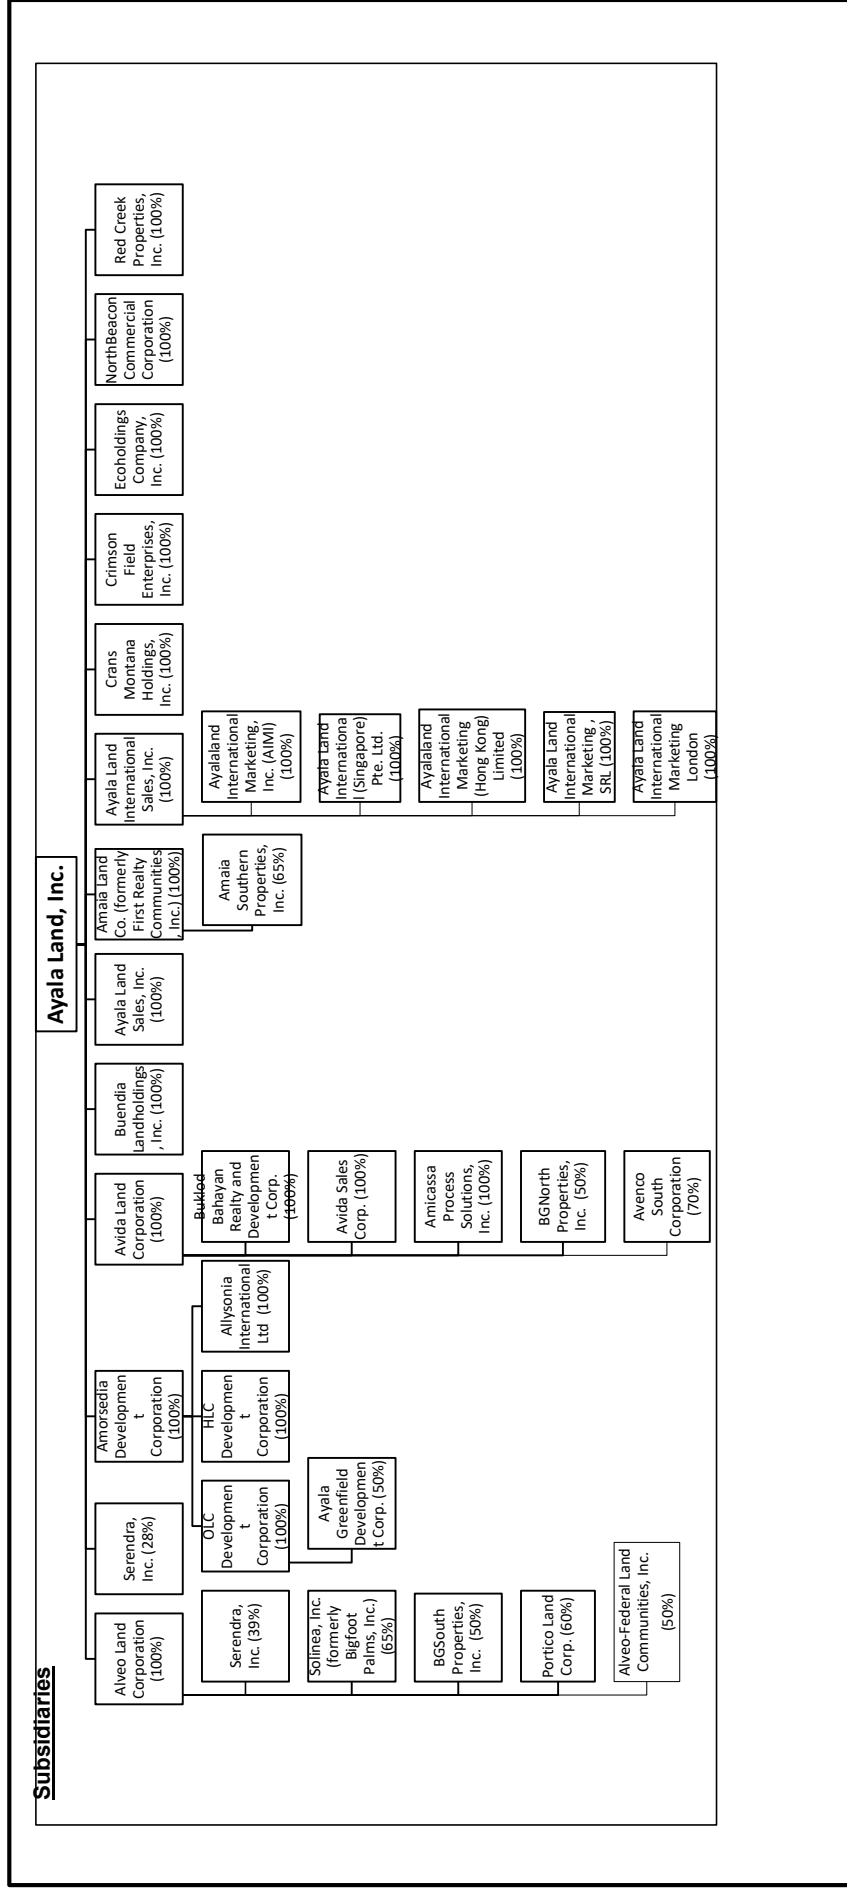 Subsidiaries
Ayala Land, Inc.
Alveo Land
Corporation
(100%)
Serendra,
Inc. (28%)
Amorsedia
Developmen
t
Corporation
(100%)
Avida Land
Corporation
(100%)
Buendia
Landholdings
, Inc. (100%)
Ayala Land
Sales, Inc.
(100%)
Amaia Land
Co. (formerly
First Realty
Communities
, Inc.) (100%)
Ayala Land
International
Sales, Inc.
(100%)
Crans
Montana
Holdings,
Inc. (100%)
Crimson
Field
Enterprises,
Inc. (100%)
Ecoholdings
Company,
Inc. (100%)
NorthBeacon
Commercial
Corporation
(100%)
Red Creek
Properties,
Inc. (100%)
Serendra,
Inc. (39%)
Solinea, Inc.
(formerly
Bigfoot
Palms, Inc.)
(65%)
BGSouth
Properties,
Inc. (50%)
Portico Land
Corp. (60%)
Alveo-Federal Land
Communities, Inc.
(50%)
OLC
Developmen
t
Corporation
(100%)
Ayala
Greenfield
Developmen
t Corp. (50%)
HLC
Developmen
t
Corporation
(100%)
Allysonia
International
Ltd (100%)
Buklod
Bahayan
Realty and
Developmen
t Corp.
(100%)
Avida Sales
Corp. (100%)
Amicassa
Process
Solutions,
Inc. (100%)
BGNorth
Properties,
Inc. (50%)
Avenco
South
Corporation
(70%)
Amaia
Southern
Properties,
Inc. (65%)
Ayalaland
International
Marketing,
Inc. (AIMI)
(100%)
Ayala Land
Internationa
l (Singapore)
Pte. Ltd.
(100%)
Ayalaland
International
Marketing
(Hong Kong)
Limited
(100%)
Ayala Land
International
Marketing ,
SRL (100%)
Ayala Land
International
Marketing
London
(100%)